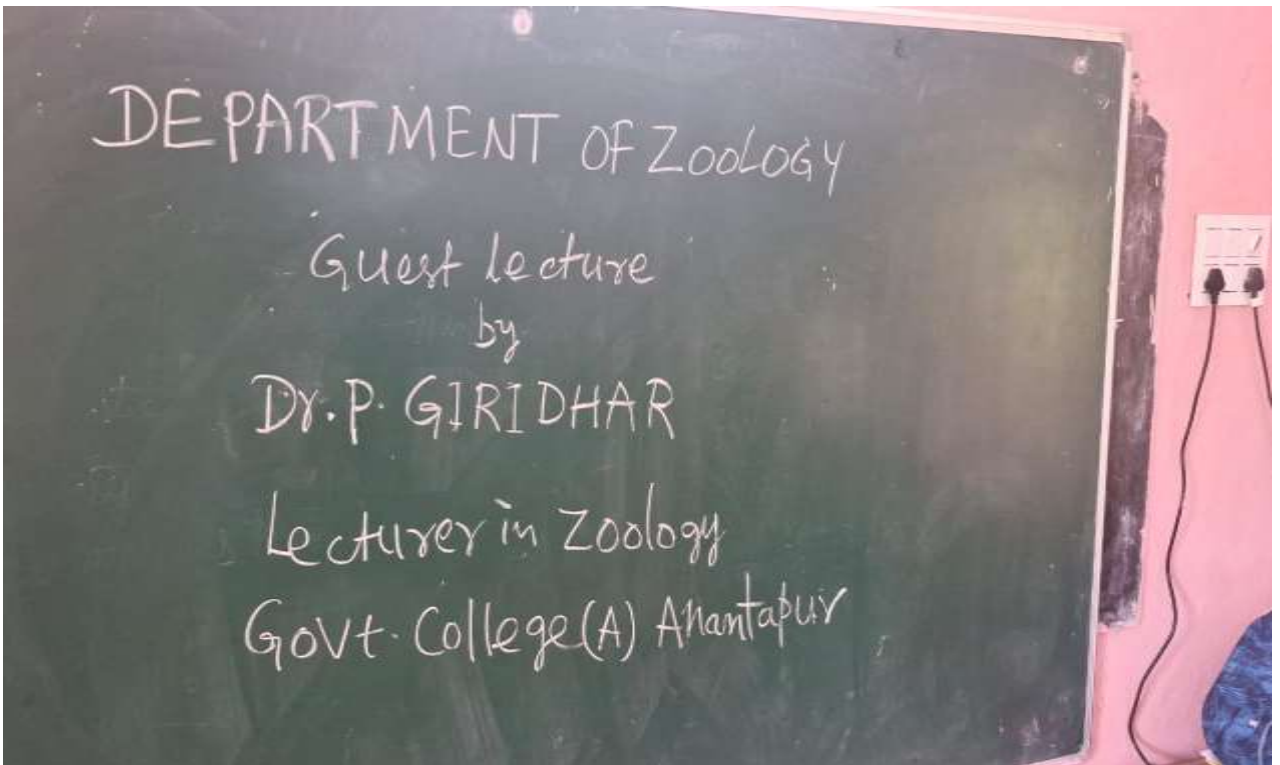 DEPARTMENT OF ZOOLOGY
Guest Lecture
by
Dr. P. GIRIDHAR
Lecturer in Zoology
Govt. College(A) Anantapur